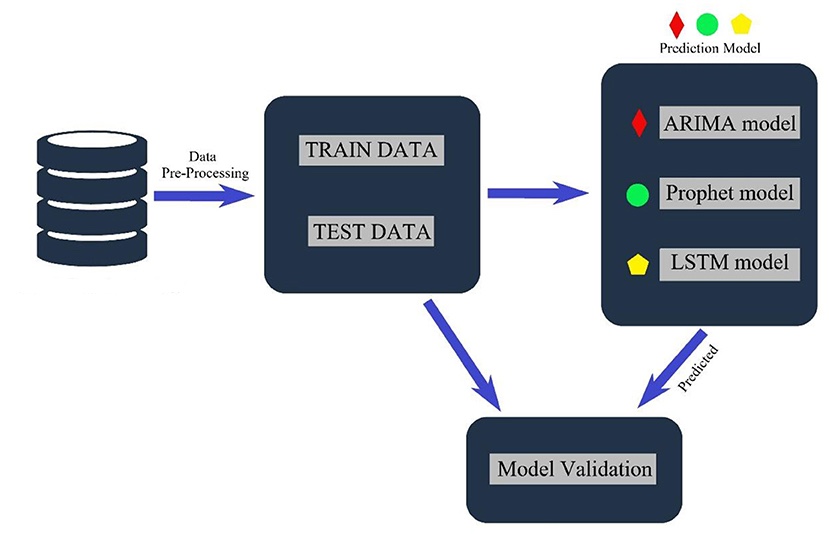 Prediction Model
Data
Pre-Processing
TRAIN DATA
TEST DATA
ARIMA model
Prophet model
LSTM model
Predicted
Model Validation